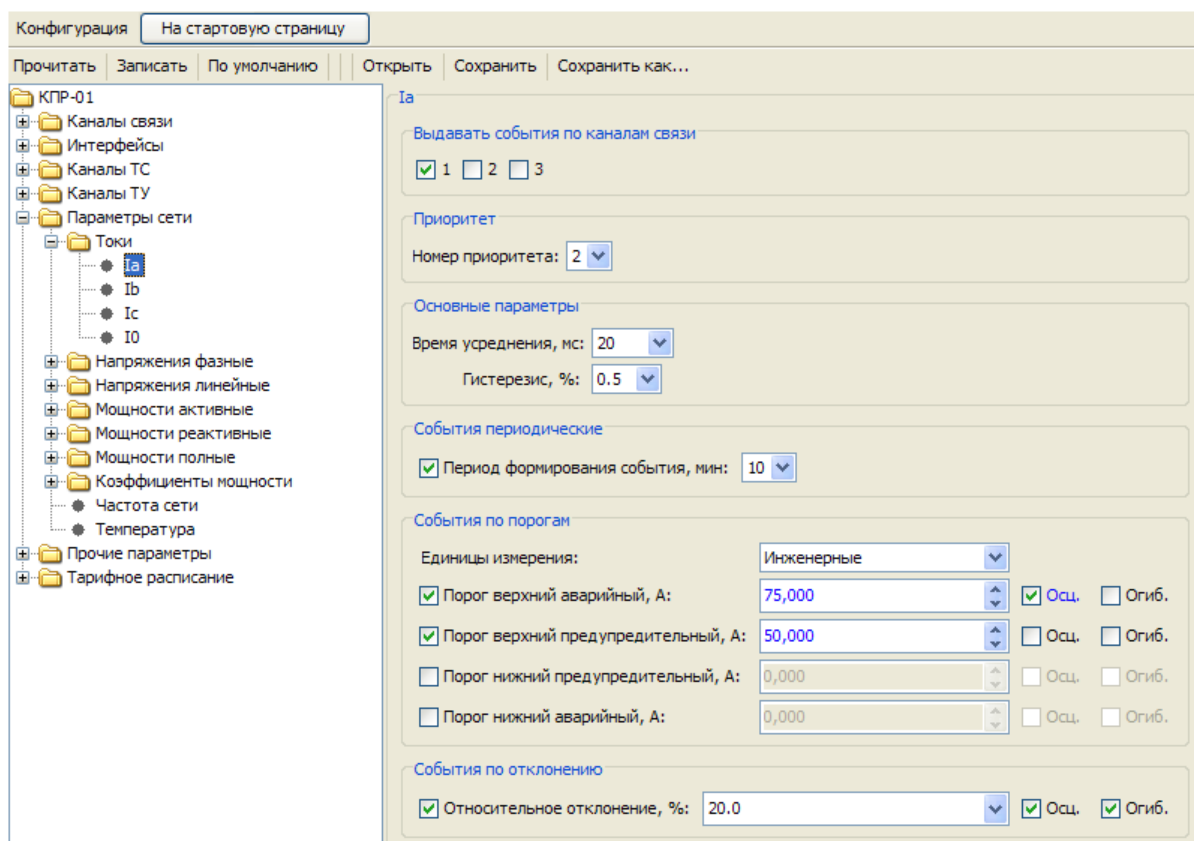 Конфигурация На стартовую страницу
Прочитать Записать По умолчанию Открыть Сохранить Сохранить как...
КПР-01
Каналы связи
Интерфейсы
Каналы ТС
Каналы ТУ
Параметры сети
Токи
Ia
Ib
Ic
I0
Напряжения фазные
Напряжения линейные
Мощности активные
Мощности реактивные
Мощности полные
Коэффициенты мощности
Частота сети
Температура
Прочие параметры
Тарифное расписание
Ia
Выдавать события по каналам связи
1 2 3
Приоритет
Номер приоритета: 2
Основные параметры
Время усреднения, мс: 20
Гистерезис, %: 0.5
События периодические
Период формирования события, мин: 10
События по порогам
Единицы измерения: Инженерные
Порог верхний аварийный, А: 75,000 Осц. Огиб.
Порог верхний предупредительный, А: 50,000 Осц. Огиб.
Порог нижний предупредительный, А: 0,000 Осц. Огиб.
Порог нижний аварийный, А: 0,000 Осц. Огиб.
События по отклонению
Относительное отклонение, %: 20.0 Осц. Огиб.